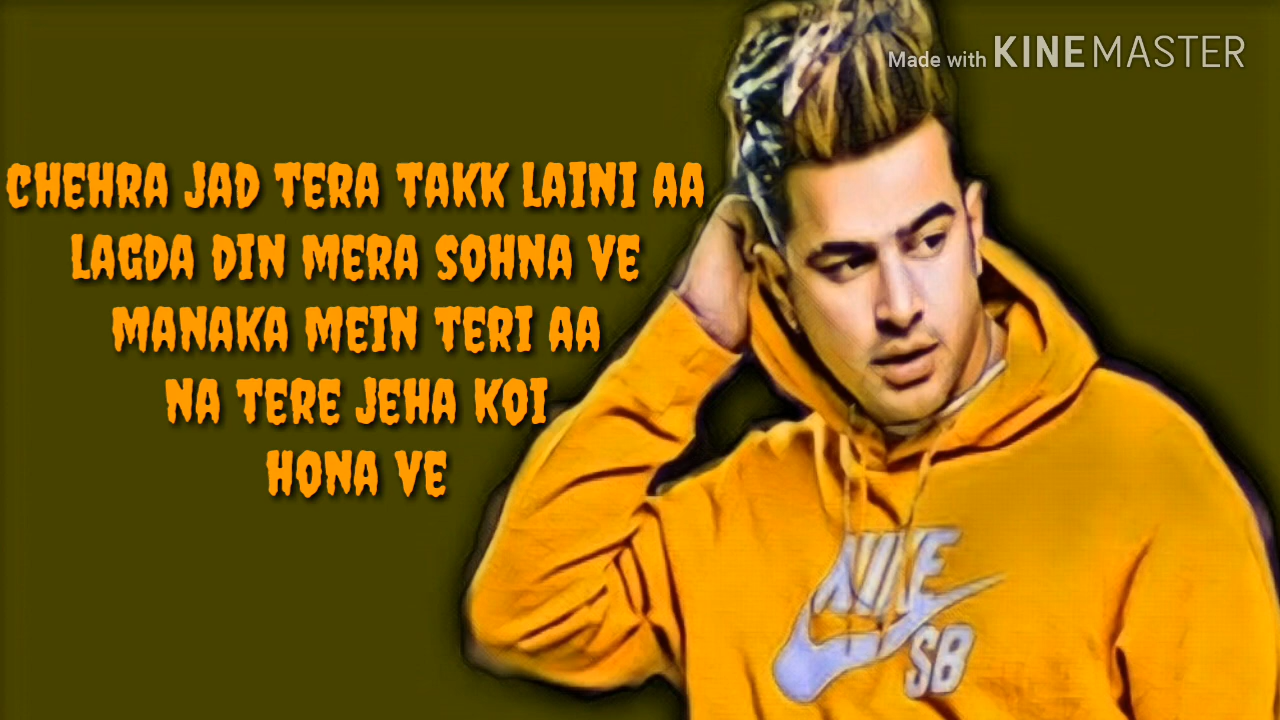 Made with KINEMASTER
CHEHRA JAD TERA TAKK LAINI AA
LAGDA DIN MERA SOHNA VE
MANAKA MEIN TERI AA
NA TERE JEHA KOI
HONA VE
NIKE
SB